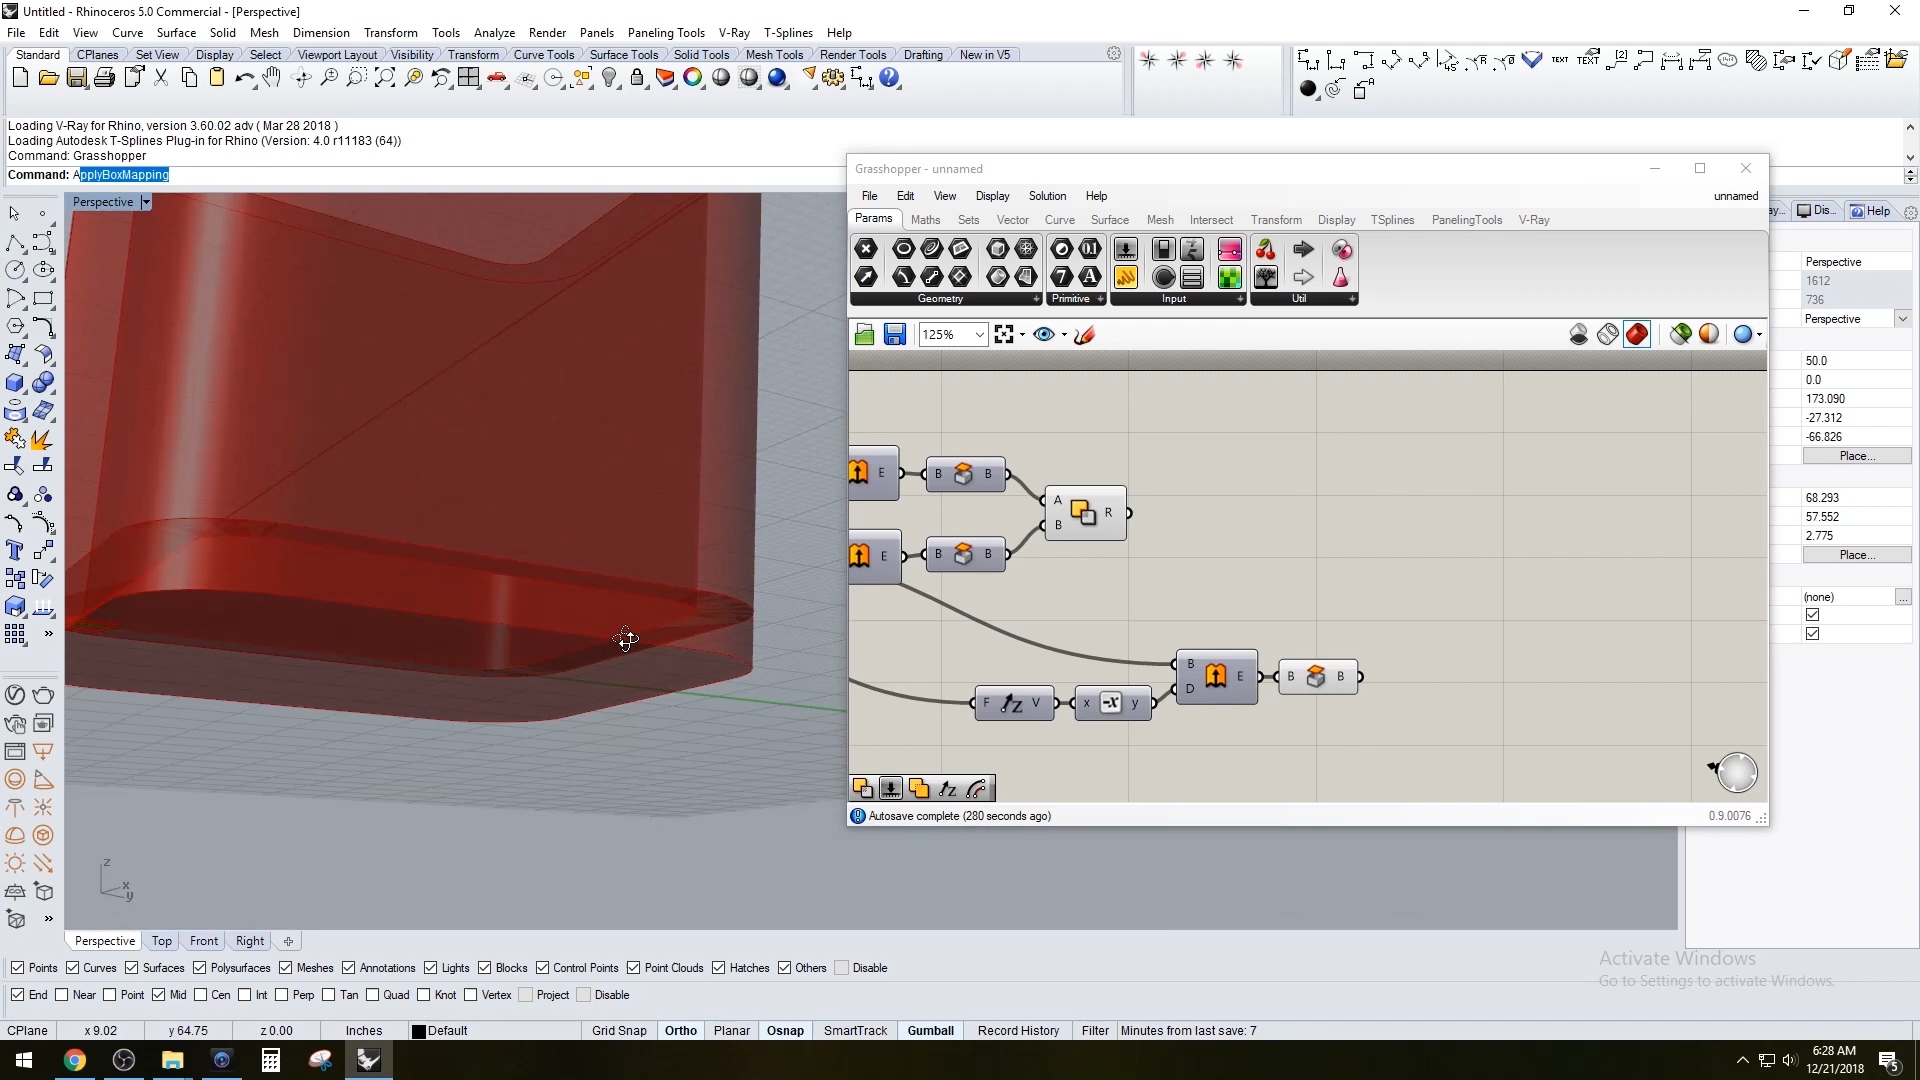 Untitled - Rhinoceros 5.0 Commercial - [Perspective]
File Edit View Curve Surface Solid Mesh Dimension Transform Tools Analyze Render Panels Paneling Tools V-Ray T-Splines Help
Standard CPlanes Set View Display Select Viewport Layout Visibility Transform Curve Tools Surface Tools Solid Tools Mesh Tools Render Tools Drafting New in V5
TEXT TEXT
Loading V-Ray for Rhino, version 3.60.02 adv ( Mar 28 2018 )
Loading Autodesk T-Splines Plug-in for Rhino (Version: 4.0 r11183 (64))
Command: Grasshopper
Command: ApplyBoxMapping
Perspective
Grasshopper - unnamed
File Edit View Display Solution Help unnamed
Params Maths Sets Vector Curve Surface Mesh Intersect Transform Display TSplines PanelingTools V-Ray
Geometry Primitive Input Util
125%
E B B
A
B R
E B B
B
D E B B
F V x -x y
Autosave complete (280 seconds ago) 0.9.0076
ay... Dis... Help
Perspective
1612
736
Perspective
50.0
0.0
173.090
-27.312
-66.826
Place...
68.293
57.552
2.775
Place...
(none) ...
z
x
y
Perspective Top Front Right
Activate Windows
Go to Settings to activate Windows.
Points Curves Surfaces Polysurfaces Meshes Annotations Lights Blocks Control Points Point Clouds Hatches Others Disable
End Near Point Mid Cen Int Perp Tan Quad Knot Vertex Project Disable
CPlane x 9.02 y 64.75 z 0.00 Inches Default Grid Snap Ortho Planar Osnap SmartTrack Gumball Record History Filter Minutes from last save: 7
6:28 AM
12/21/2018
5